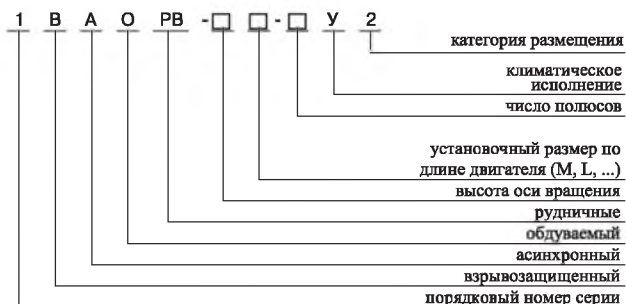 1 В А О РВ -□ □ -□ У 2
категория размещения
климатическое
исполнение
число полюсов
установочный размер по
длине двигателя (M, L, ...)
высота оси вращения
рудничные
обдуваемый
асинхронный
взрывозащищенный
порядковый номер серии